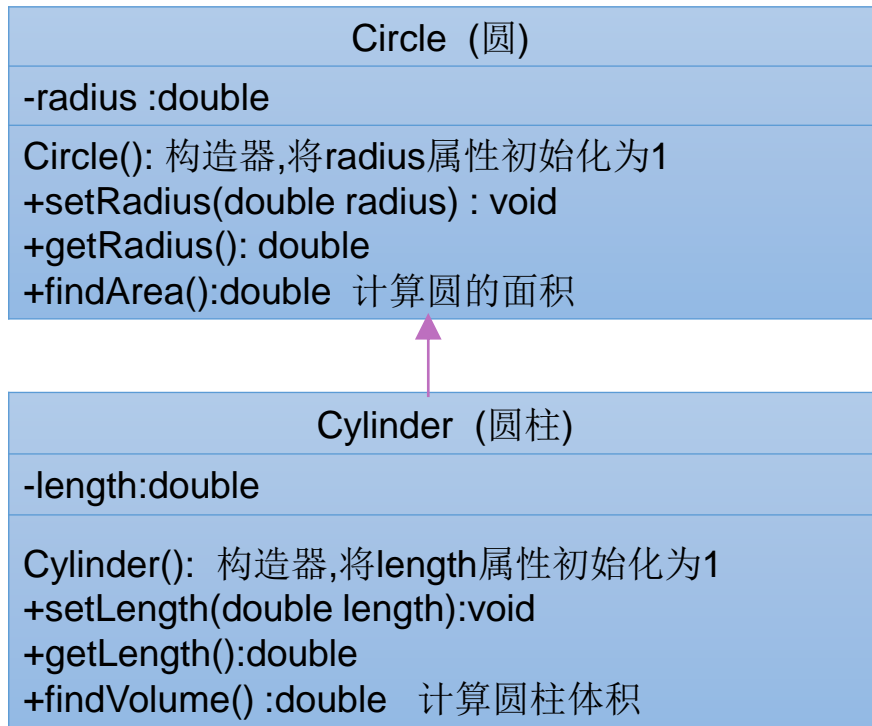 Circle (圆)
-radius :double
Circle(): 构造器,将radius属性初始化为1
+setRadius(double radius) : void
+getRadius(): double
+findArea():double 计算圆的面积
Cylinder (圆柱)
-length:double
Cylinder(): 构造器,将length属性初始化为1
+setLength(double length):void
+getLength():double
+findVolume() :double 计算圆柱体积